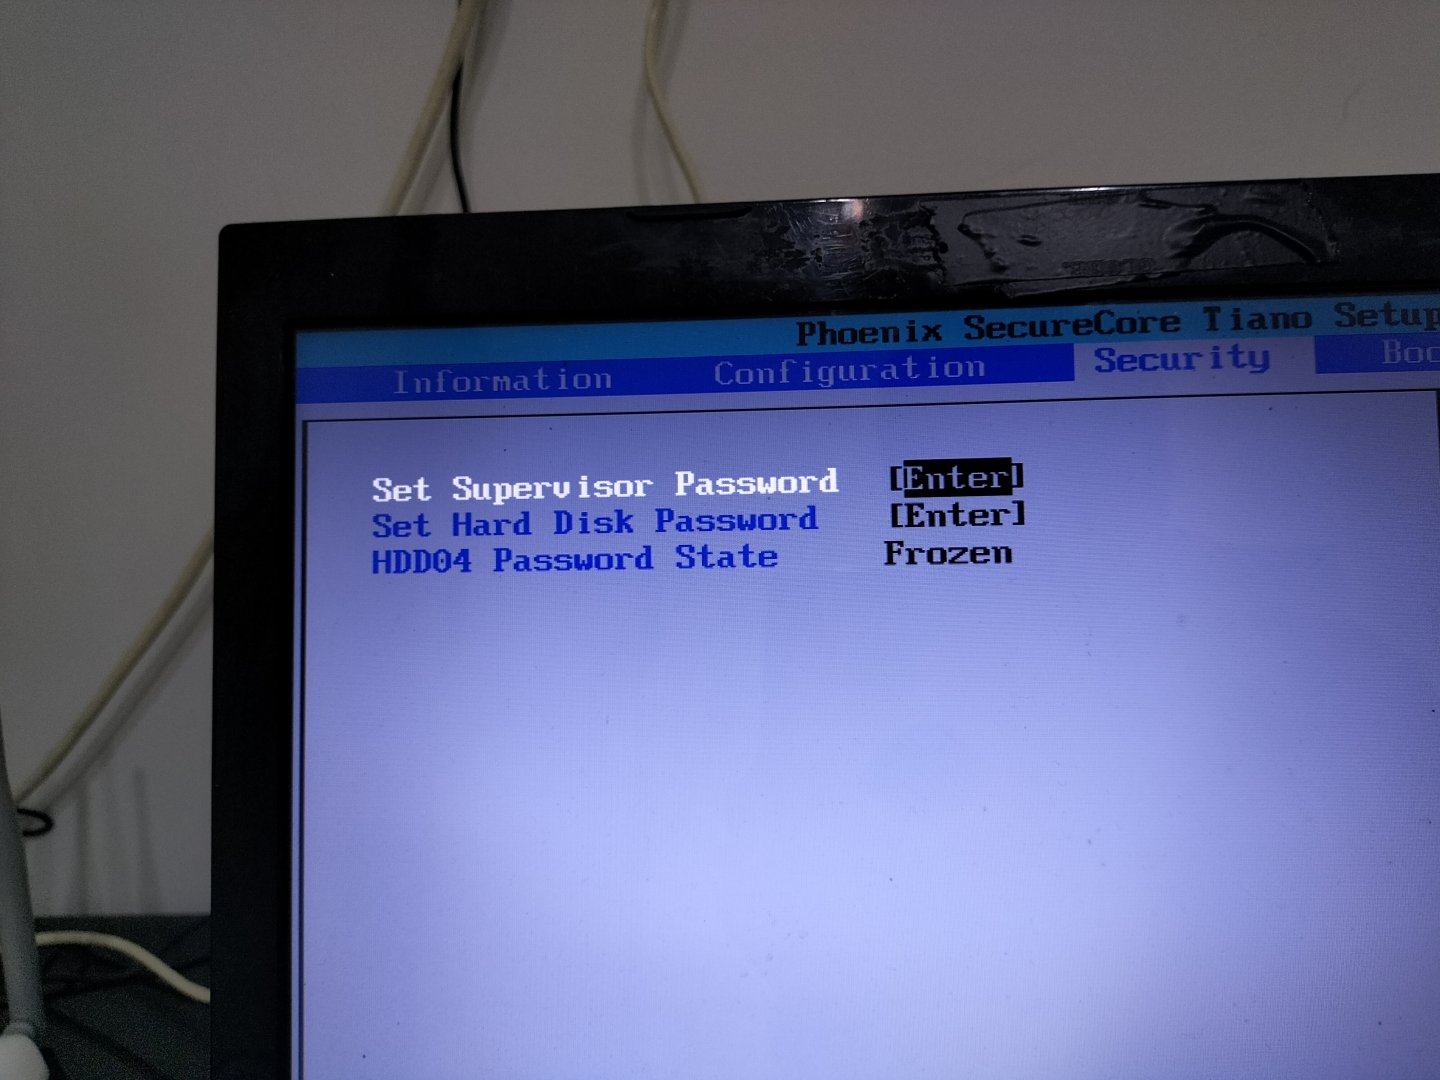 Phoenix SecureCore Tiano Setup
Information Configuration Security Boo
Set Supervisor Password [Enter]
Set Hard Disk Password [Enter]
HDD04 Password State Frozen